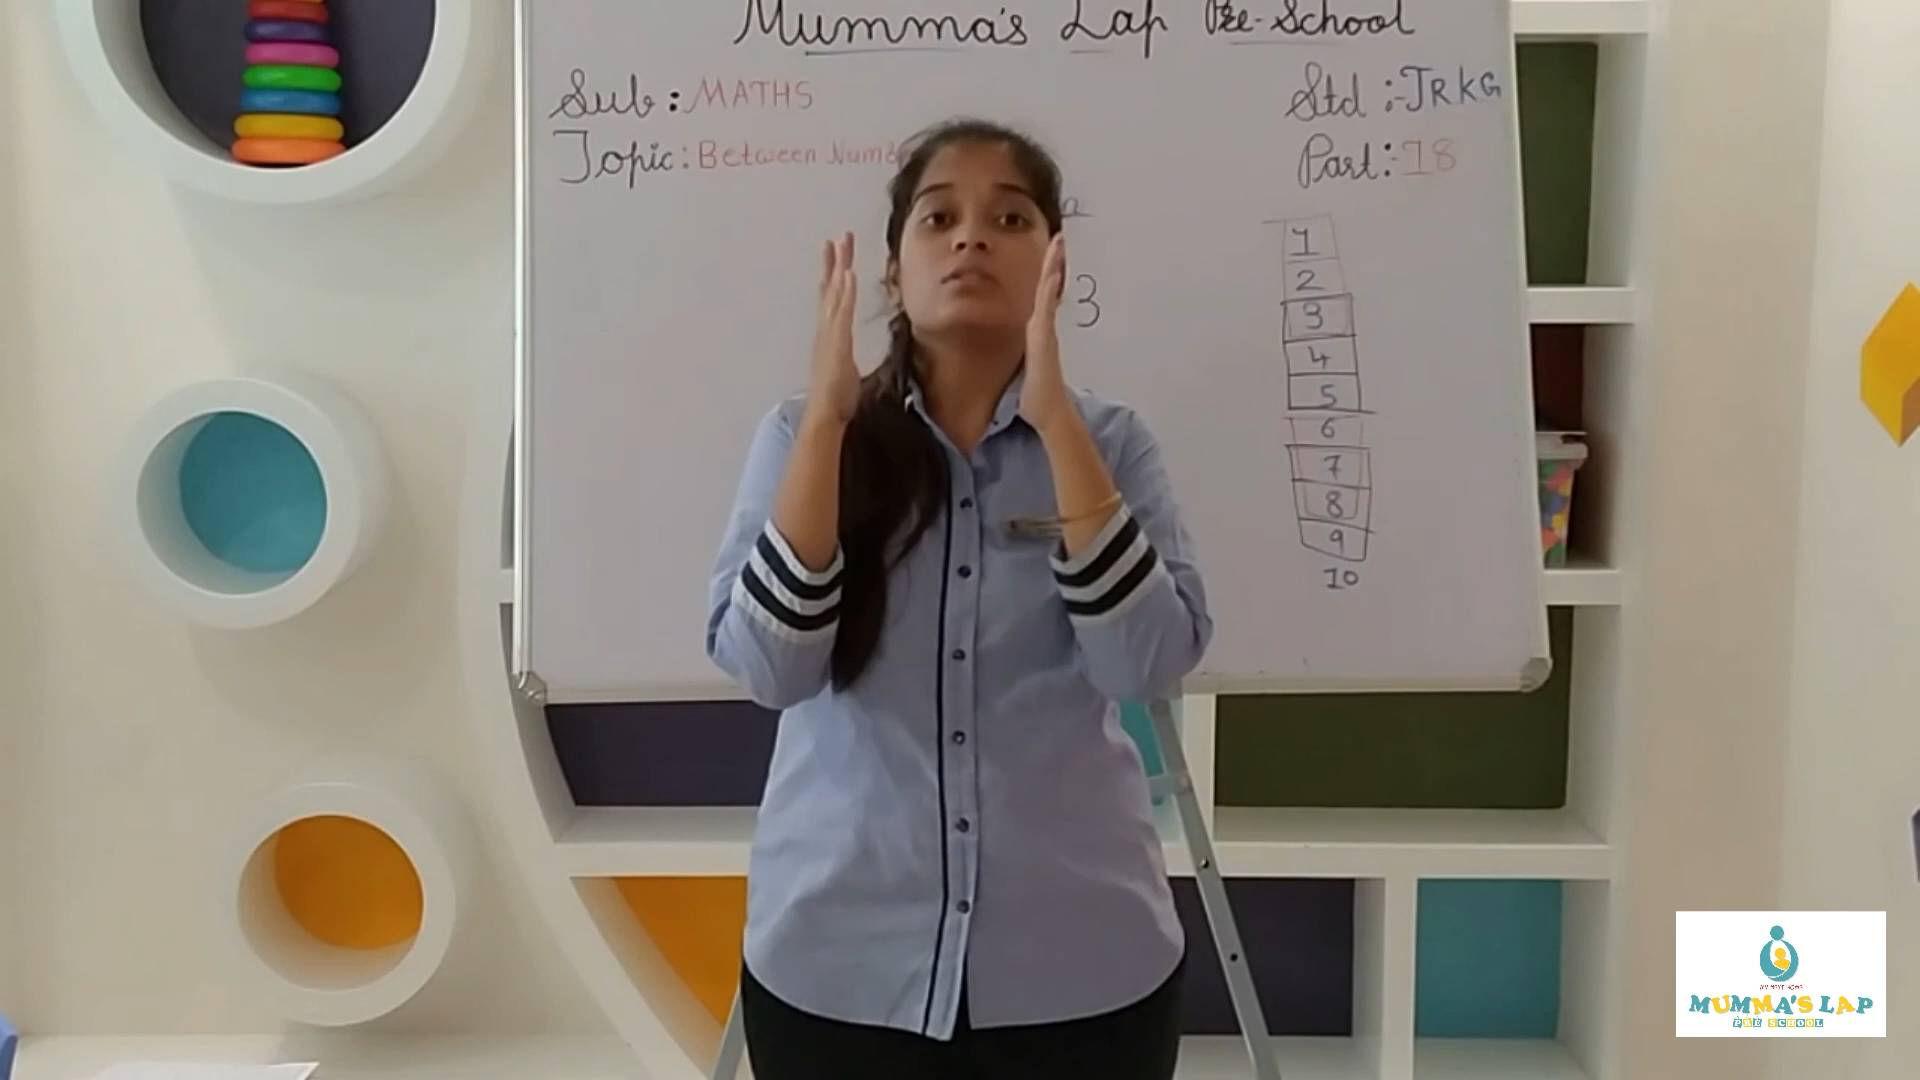 Mumma's Lap Pre-School
Sub: MATHS
Std :- JRKG
Topic: Between
Part:- 18
3
1
2
3
4
5
6
7
8
9
10
MUMMA'S LAP
PRE SCHOOL